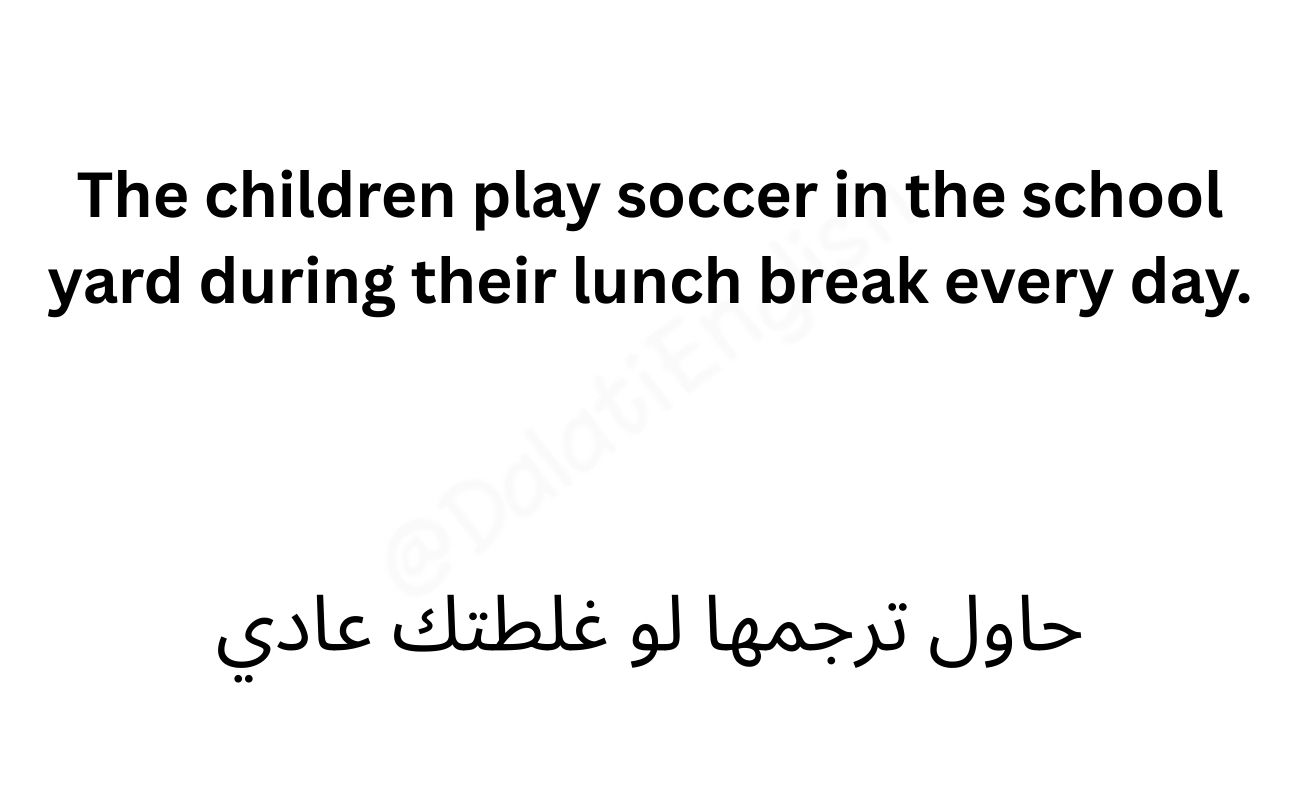 The children play soccer in the school
yard during their lunch break every day.
@DalatiEnglish
حاول ترجمها لو غلطتك عادي